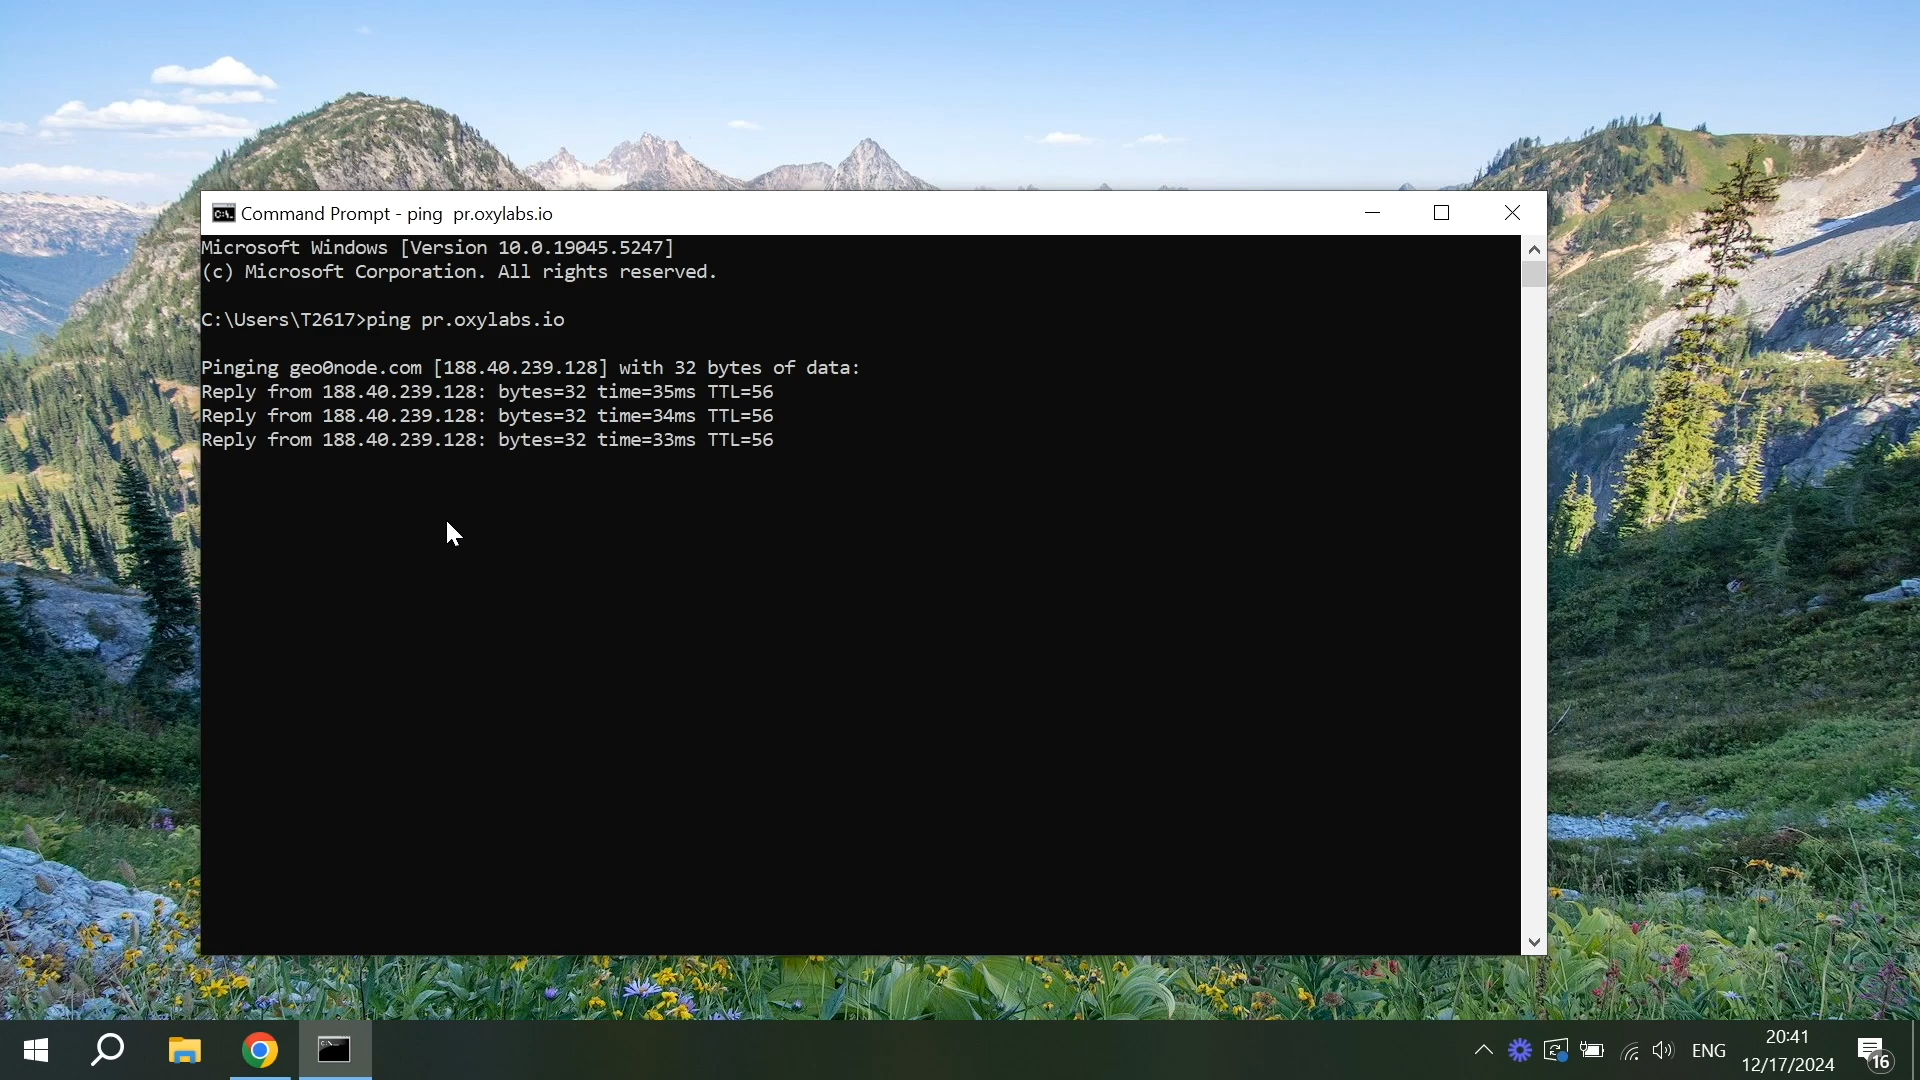 Command Prompt - ping  pr.oxylabs.io
Microsoft Windows [Version 10.0.19045.5247]
(c) Microsoft Corporation. All rights reserved.
C:\Users\T2617>ping pr.oxylabs.io
Pinging geo0node.com [188.40.239.128] with 32 bytes of data:
Reply from 188.40.239.128: bytes=32 time=35ms TTL=56
Reply from 188.40.239.128: bytes=32 time=34ms TTL=56
Reply from 188.40.239.128: bytes=32 time=33ms TTL=56
ENG
20:41
12/17/2024
16